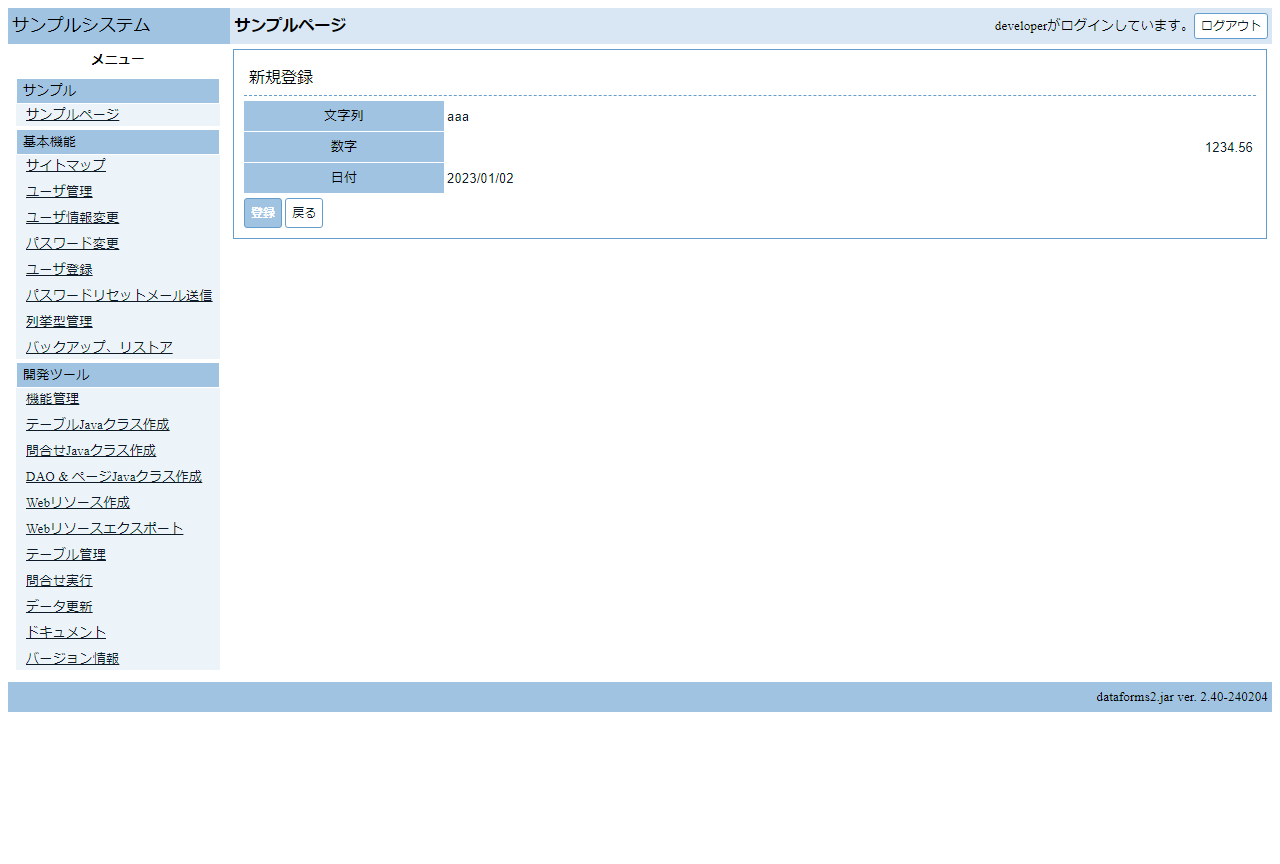 サンプルシステム
サンプルページ
developerがログインしています。 ログアウト
メニュー
サンプル
サンプルページ
基本機能
サイトマップ
ユーザ管理
ユーザ情報変更
パスワード変更
ユーザ登録
パスワードリセットメール送信
列挙型管理
バックアップ、リストア
開発ツール
機能管理
テーブルJavaクラス作成
問合せJavaクラス作成
DAO & ページJavaクラス作成
Webリソース作成
Webリソースエクスポート
テーブル管理
問合せ実行
データ更新
ドキュメント
バージョン情報
新規登録
文字列 aaa
数字 1234.56
日付 2023/01/02
登録 戻る
dataforms2.jar ver. 2.40-240204